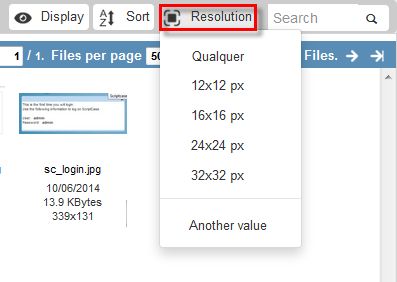 Display Sort Resolution Search
1 / 1. Files per page 50 Files.
Qualquer
12x12 px
16x16 px
24x24 px
32x32 px
Another value
Scriptcase
This is the first time you will login
Use the following information to log on ScriptCase
User: admin
Password: admin
sc_login.jpg
10/06/2014
13.9 KBytes
339x131